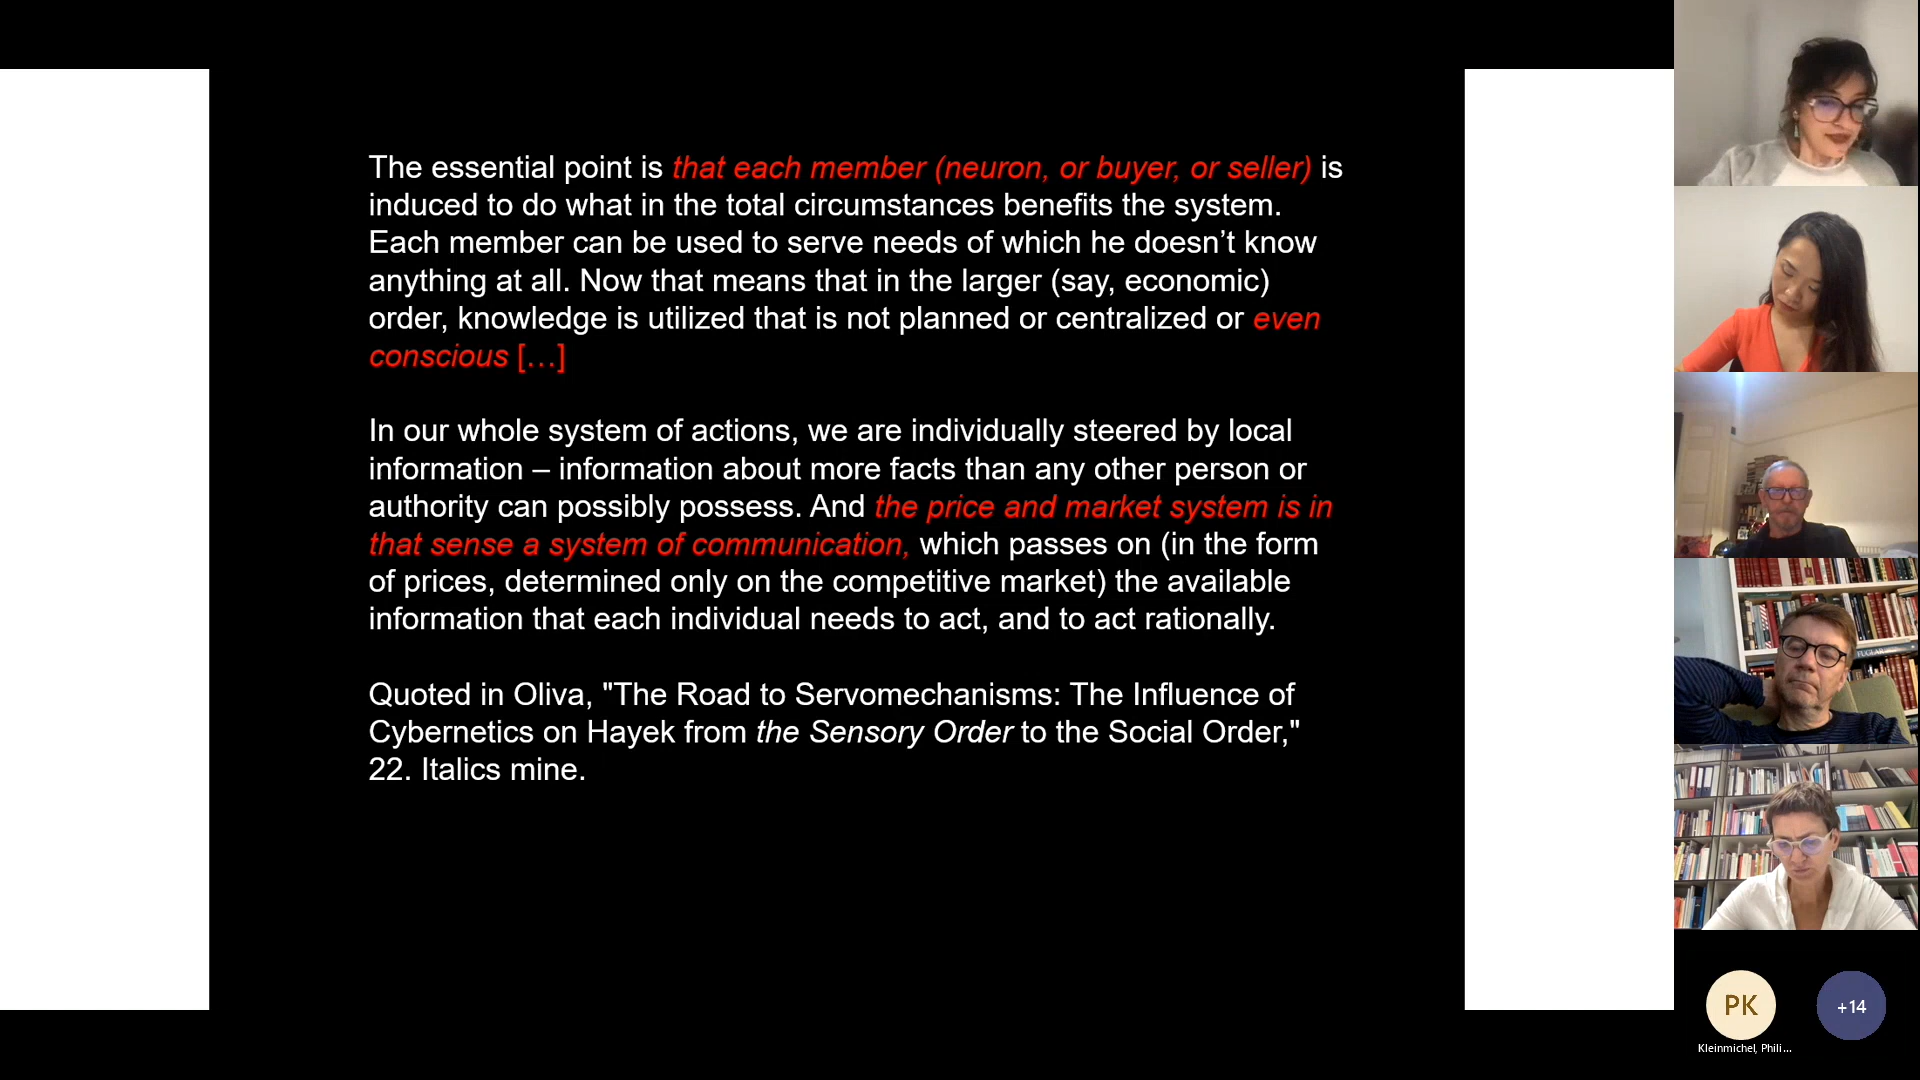 The essential point is that each member (neuron, or buyer, or seller) is
induced to do what in the total circumstances benefits the system.
Each member can be used to serve needs of which he doesn’t know
anything at all. Now that means that in the larger (say, economic)
order, knowledge is utilized that is not planned or centralized or even
conscious […]
In our whole system of actions, we are individually steered by local
information – information about more facts than any other person or
authority can possibly possess. And the price and market system is in
that sense a system of communication, which passes on (in the form
of prices, determined only on the competitive market) the available
information that each individual needs to act, and to act rationally.
Quoted in Oliva, "The Road to Servomechanisms: The Influence of
Cybernetics on Hayek from the Sensory Order to the Social Order,"
22. Italics mine.
PK
+14
Kleinmichel, Phili...